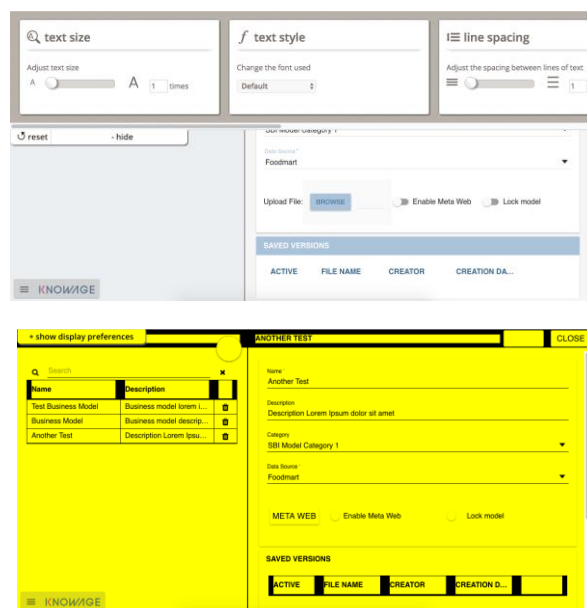 text size
text style
line spacing
Adjust text size
Change the font used
Adjust the spacing between lines of text
A A 1 times
Default
1
reset - hide
SBI Model Category 1
Data Source *
Foodmart
Upload File: BROWSE Enable Meta Web Lock model
SAVED VERSIONS
ACTIVE FILE NAME CREATOR CREATION DA...
KNOWAGE
+ show display preferences
ANOTHER TEST CLOSE
Search
Name Description
Test Business Model Business model lorem i...
Business Model Business model descrip...
Another Test Description Lorem Ipsu...
Name *
Another Test
Description
Description Lorem Ipsum dolor sit amet
Category
SBI Model Category 1
Data Source *
Foodmart
META WEB Enable Meta Web Lock model
SAVED VERSIONS
ACTIVE FILE NAME CREATOR CREATION D...
KNOWAGE